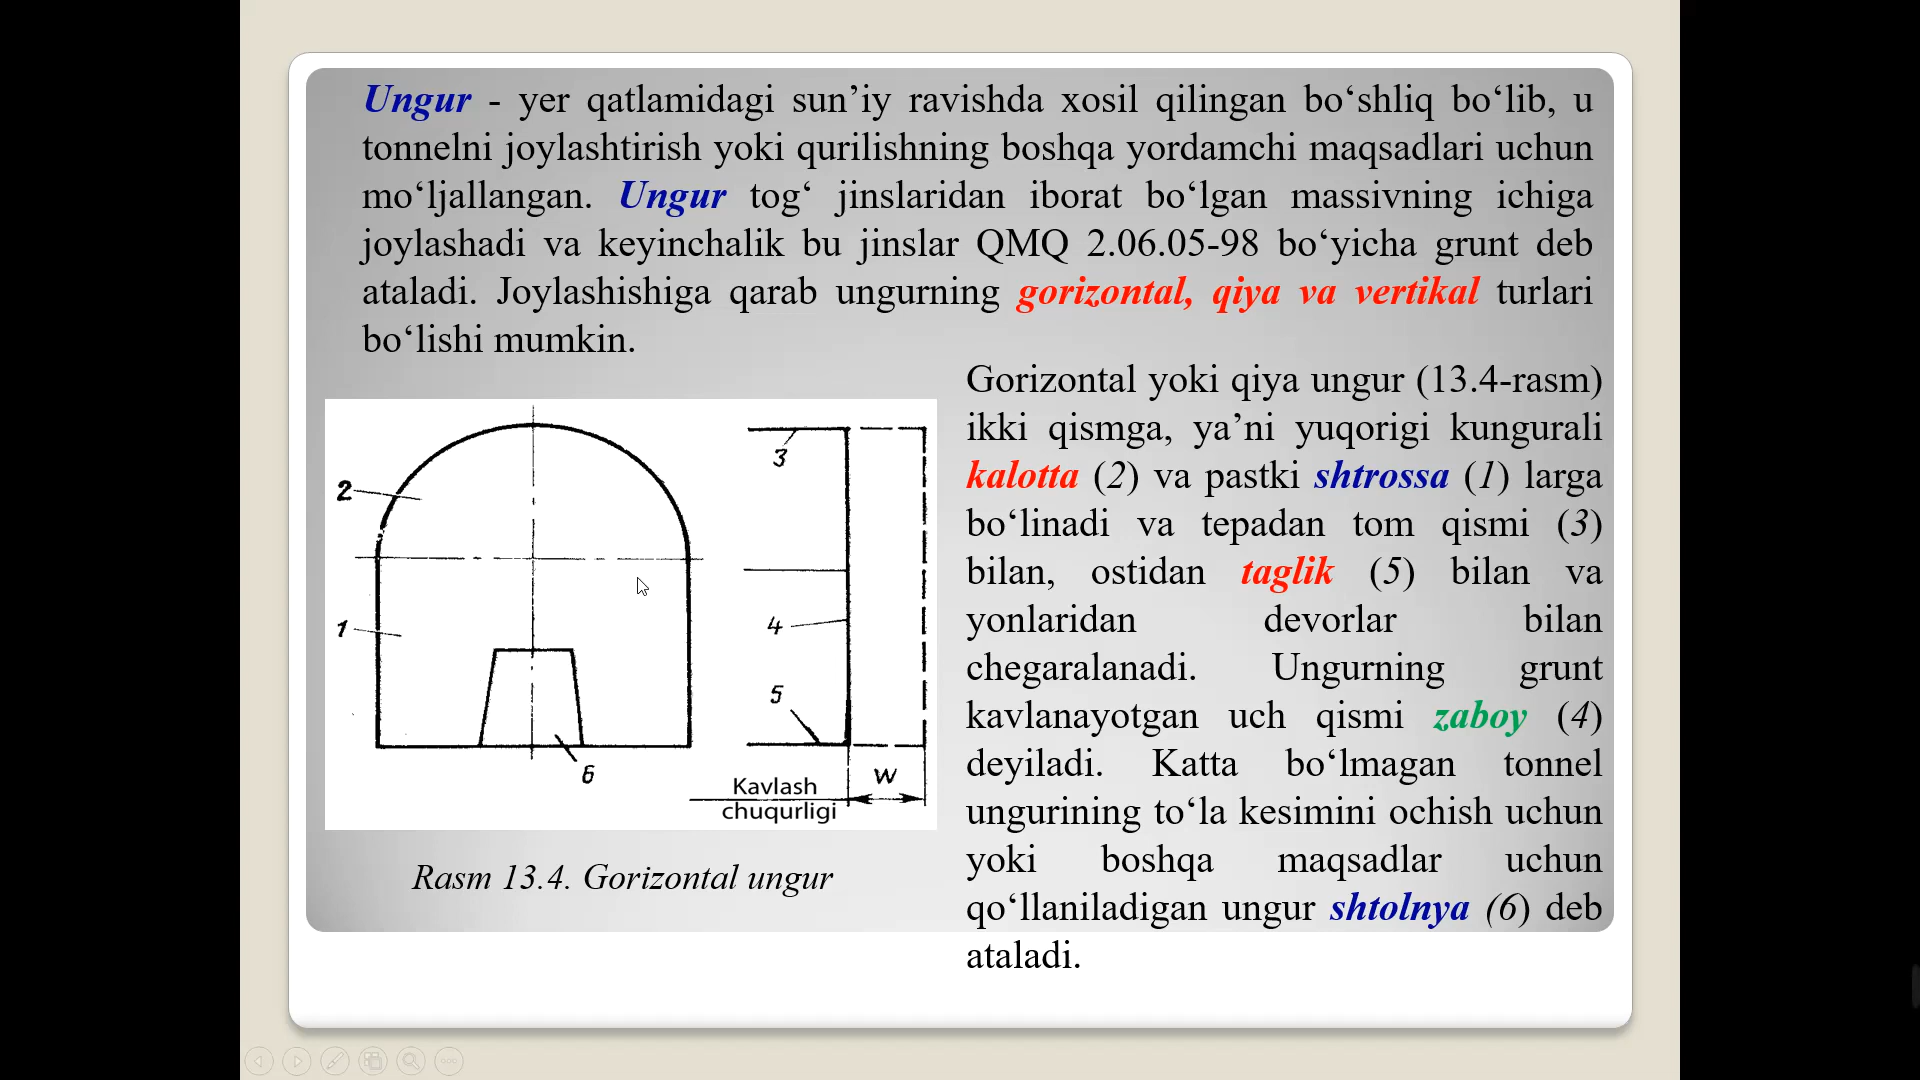 Ungur - yer qatlamidagi sun’iy ravishda xosil qilingan bo‘shliq bo‘lib, u
tonnelni joylashtirish yoki qurilishning boshqa yordamchi maqsadlari uchun
mo‘ljallangan. Ungur tog‘ jinslaridan iborat bo‘lgan massivning ichiga
joylashadi va keyinchalik bu jinslar QMQ 2.06.05-98 bo‘yicha grunt deb
ataladi. Joylashishiga qarab ungurning gorizontal, qiya va vertikal turlari
bo‘lishi mumkin.
2
1
6
3
4
5
W
Kavlash
chuqurligi
Rasm 13.4. Gorizontal ungur
Gorizontal yoki qiya ungur (13.4-rasm)
ikki qismga, ya’ni yuqorigi kungurali
kalotta (2) va pastki shtrossa (1) larga
bo‘linadi va tepadan tom qismi (3)
bilan, ostidan taglik (5) bilan va
yonlaridan devorlar bilan
chegaralanadi. Ungurning grunt
kavlanayotgan uch qismi zaboy (4)
deyiladi. Katta bo‘lmagan tonnel
ungurining to‘la kesimini ochish uchun
yoki boshqa maqsadlar uchun
qo‘llaniladigan ungur shtolnya (6) deb
ataladi.